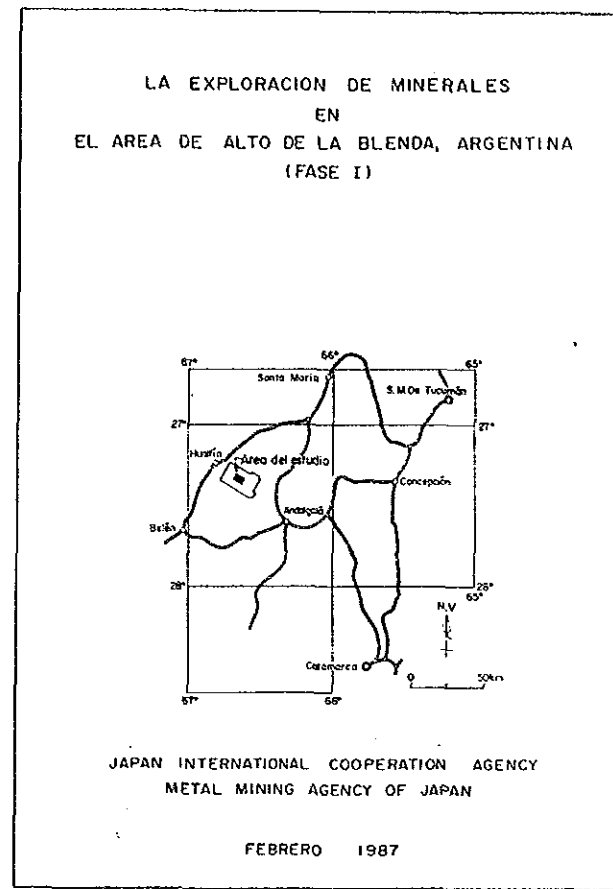 LA EXPLORACION DE MINERALES
EN
EL AREA DE ALTO DE LA BLENDA, ARGENTINA
(FASE I)
67°
66°
65°
Santa María
S.M.De Tucumán
27°
27°
Hualfín
Area del estudio
Concepción
Andalgalá
Belén
28°
28°
65°
N.V
Catamarca
0 50km
67°
66°
JAPAN INTERNATIONAL COOPERATION AGENCY
METAL MINING AGENCY OF JAPAN
FEBRERO 1987